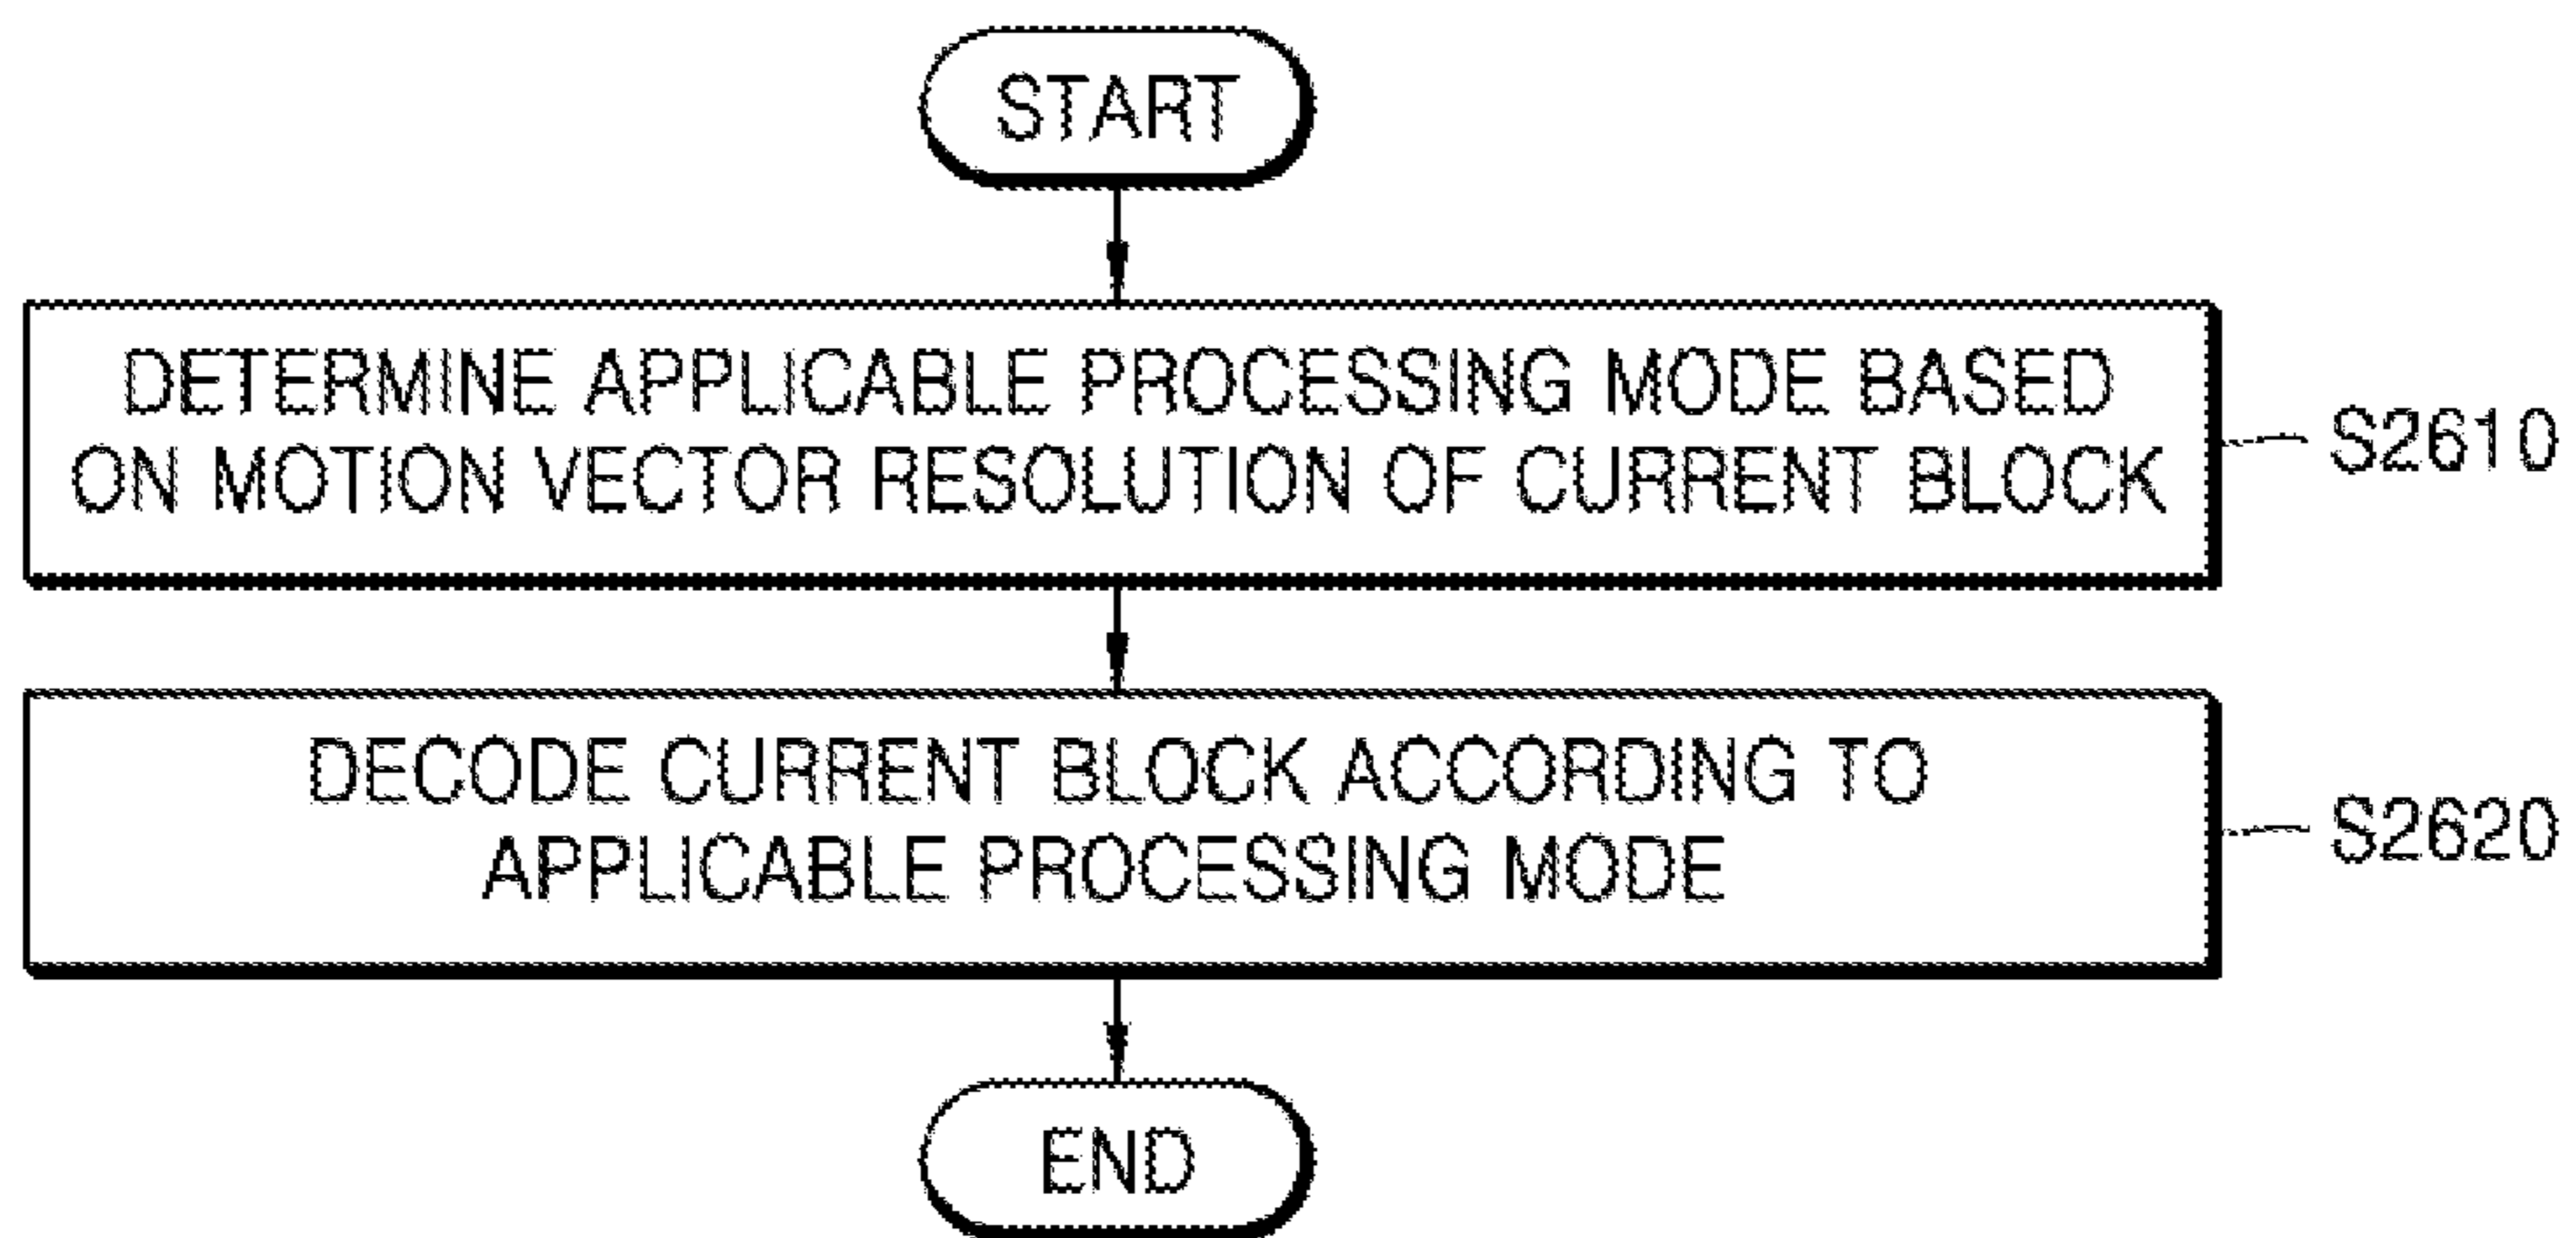 START
DETERMINE APPLICABLE PROCESSING MODE BASED
ON MOTION VECTOR RESOLUTION OF CURRENT BLOCK
S2610
DECODE CURRENT BLOCK ACCORDING TO
APPLICABLE PROCESSING MODE
S2620
END